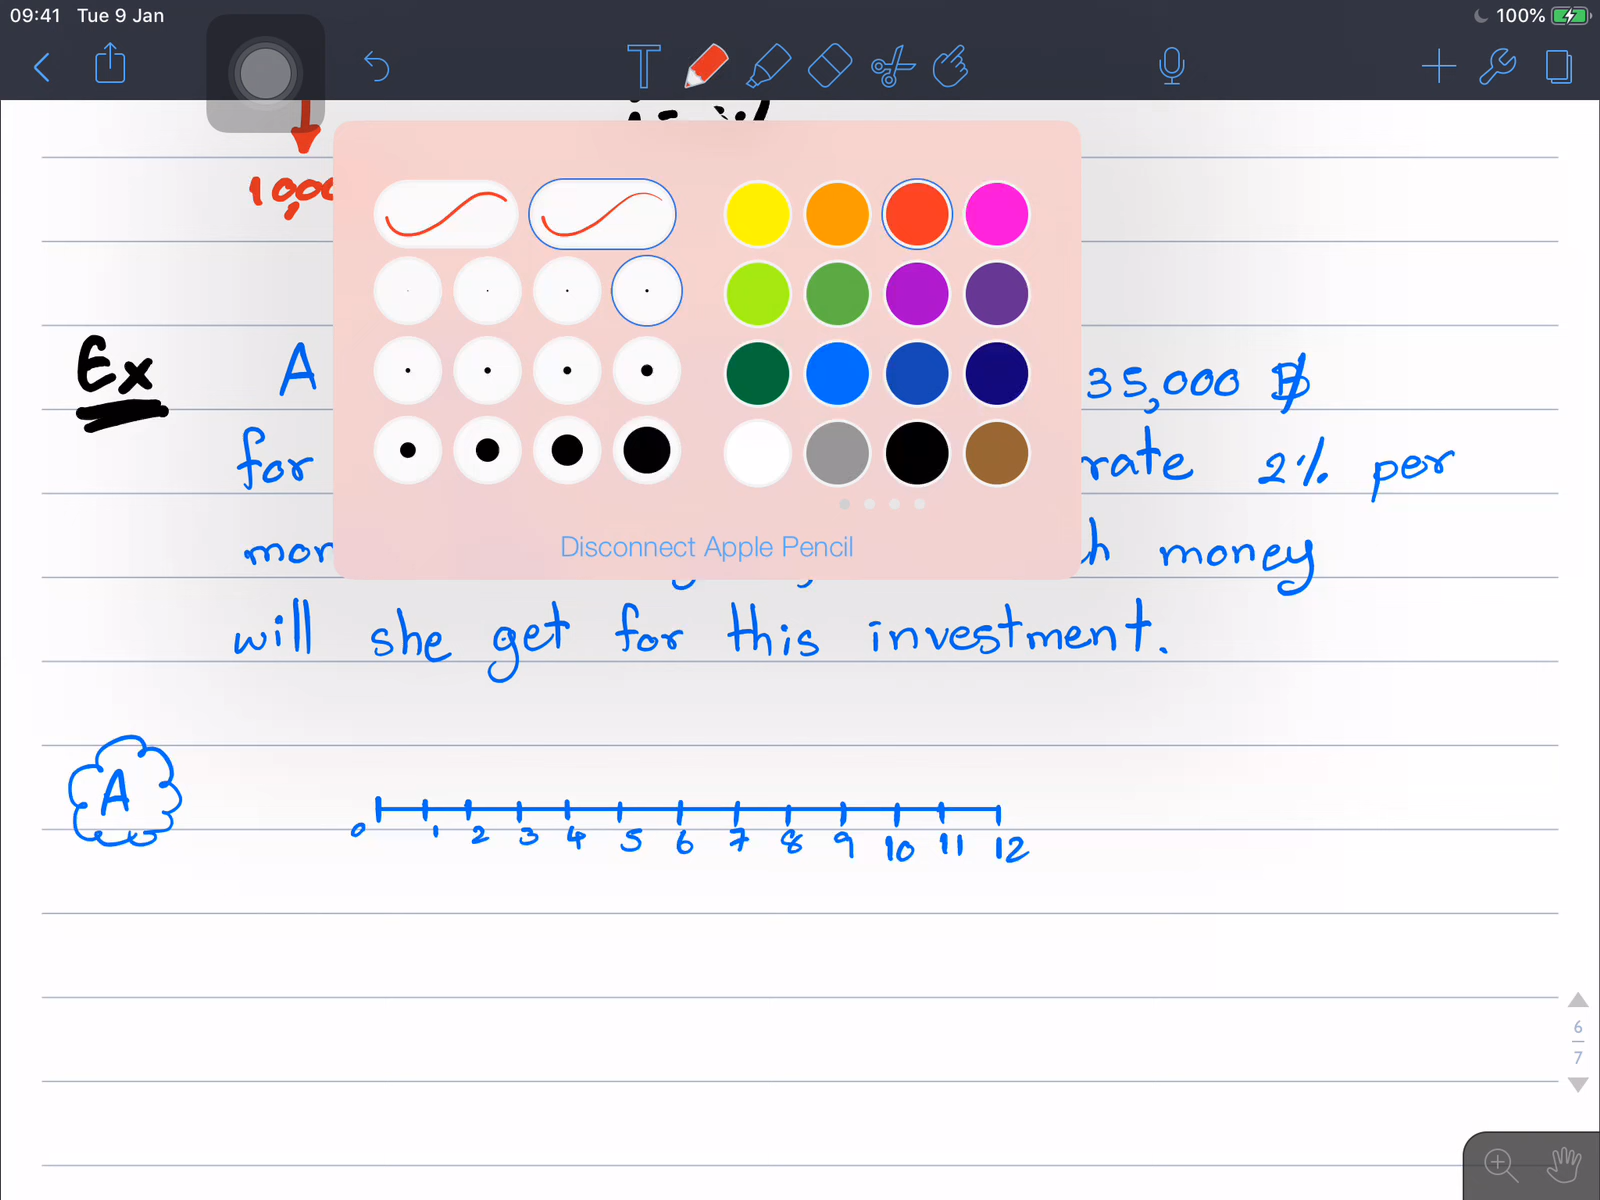 09:41 Tue 9 Jan
100%
T
Ex A 35,000 ฿
for rate 2% per
money
Disconnect Apple Pencil
will she get for this investment.
A
0 1 2 3 4 5 6 7 8 9 10 11 12
6
7